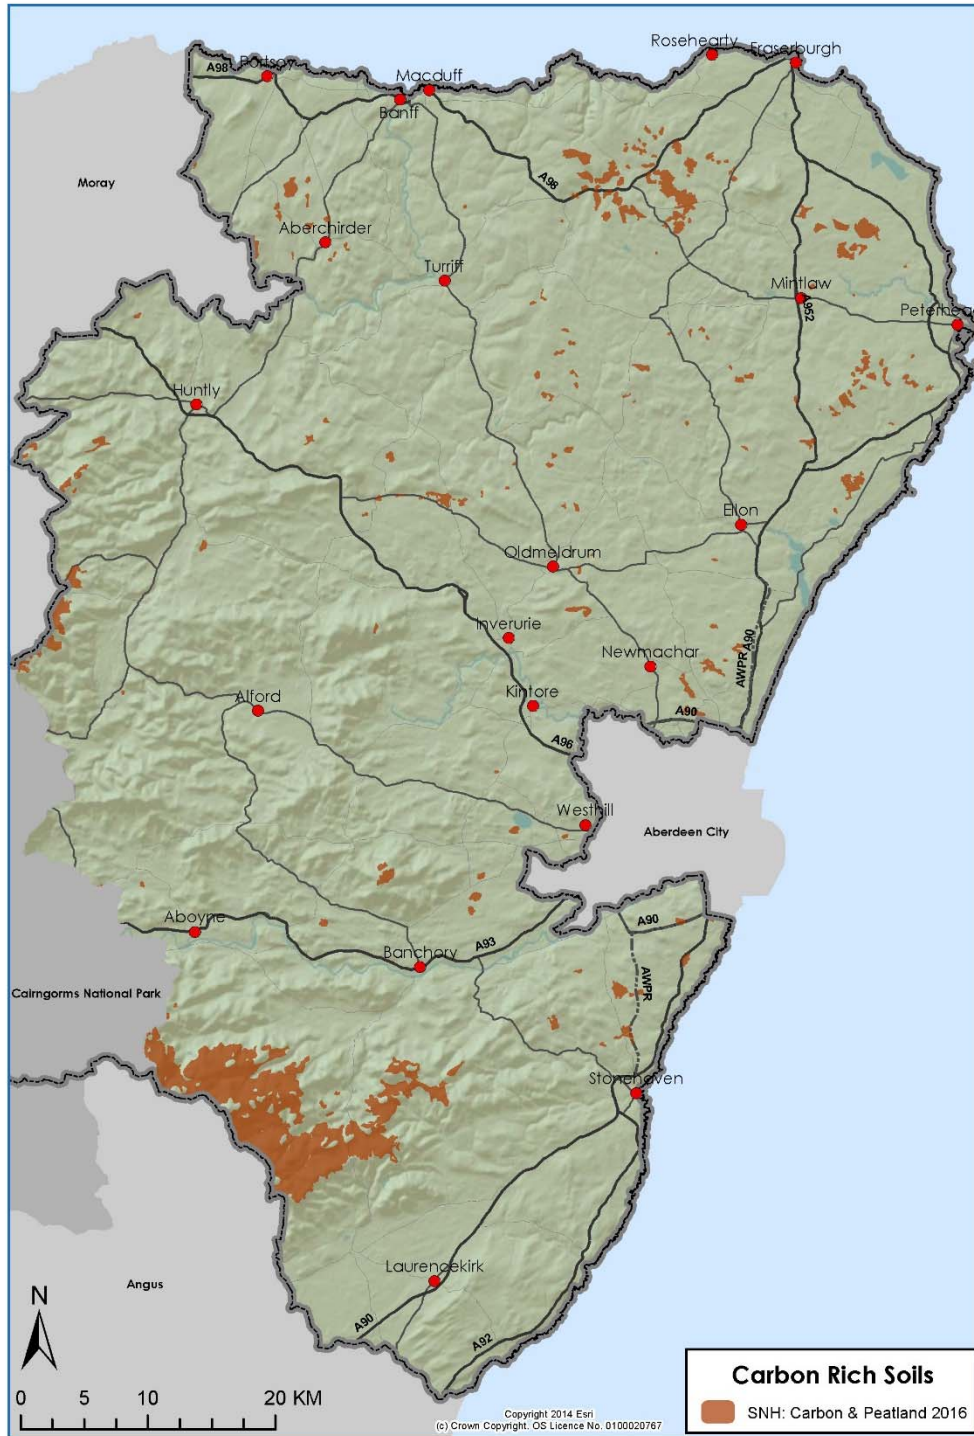 Rosehearty
Fraserburgh
Portsoy
A98
Macduff
Banff
Moray
A98
Aberchirder
Turriff
Mintlaw
A952
Huntly
Ellon
Oldmeldrum
Inverurie
Newmachar
AWPR
A90
Kintore
Alford
A90
A96
Westhill
Aberdeen City
Aboyne
A90
A93
Banchory
AWPR
Cairngorms National Park
Stonehaven
Laurencekirk
Angus
N
A90
A92
0 5 10 20 KM
Carbon Rich Soils
SNH: Carbon & Peatland 2016
Copyright 2014 Esri
(c) Crown Copyright. OS Licence No. 0100020767